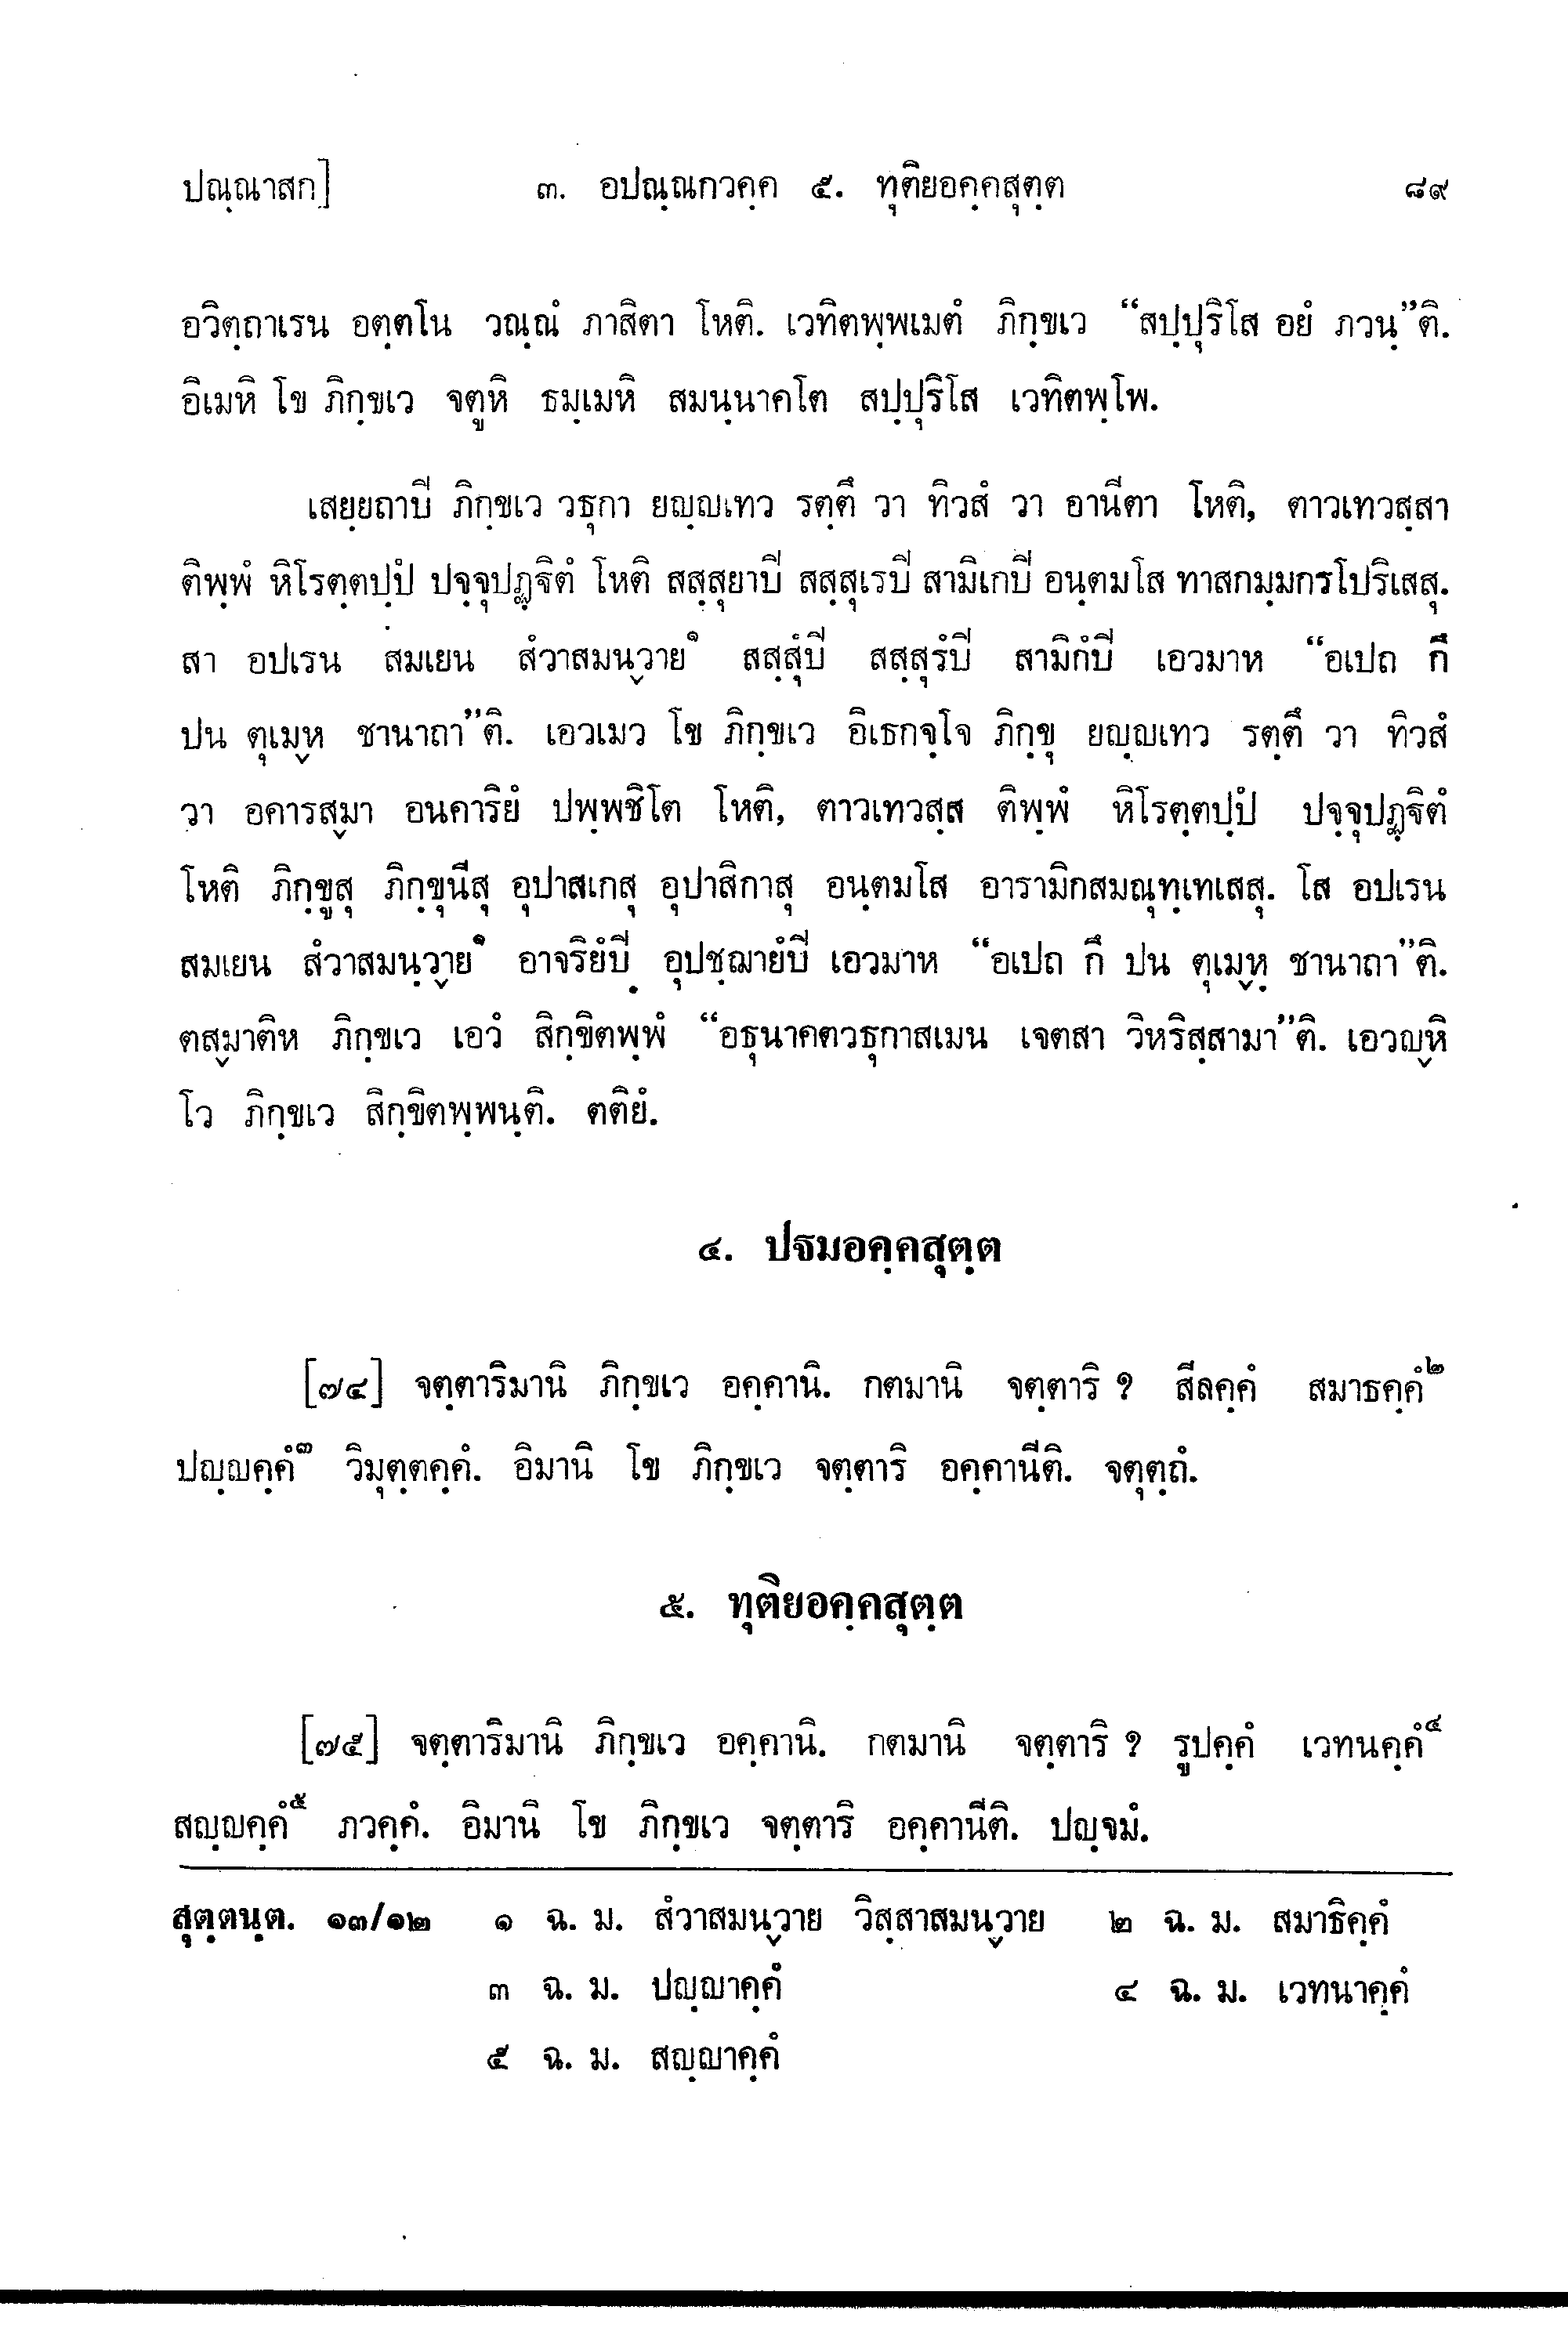 ปณฺณาสก] ๓. อปณฺณกวคฺค ๕. ทุติยอคฺคสุตฺต ๘๙
อวิตฺถาเรน อตฺตโน วณฺณํ ภาสิตา โหติ. เวทิตพฺพเมตํ ภิกฺขเว “สปฺปุริโส อยํ ภวนฺ”ติ.
อิเมหิ โข ภิกฺขเว จตูหิ ธมฺเมหิ สมนฺนาคโต สปฺปุริโส เวทิตพฺโพ.
เสยฺยถาปิ ภิกฺขเว วธุกา ยญฺญเทว รตฺตึ วา ทิวสํ วา อานีตา โหติ, ตาวเทวสฺสา
ติพฺพํ หิโรตฺตปฺปํ ปจฺจุปฏฺฐิตํ โหติ สสฺสุยาปิ สสฺสุเรปิ สามิเกปิ อนฺตมโส ทาสกมฺมกรโปริเสสุ.
สา อปเรน สมเยน สํวาสมนฺวาย๑ สสฺสุํปิ สสฺสุรํปิ สามิกํปิ เอวมาห “อเปถ กึ
ปน ตุเมฺห ชานาถา”ติ. เอวเมว โข ภิกฺขเว อิเธกจฺโจ ภิกฺขุ ยญฺญเทว รตฺตึ วา ทิวสํ
วา อคารสฺมา อนคาริยํ ปพฺพชิโต โหติ, ตาวเทวสฺส ติพฺพํ หิโรตฺตปฺปํ ปจฺจุปฏฺฐิตํ
โหติ ภิกฺขูสุ ภิกฺขุนีสุ อุปาสเกสุ อุปาสิกาสุ อนฺตมโส อารามิกสมณุทฺเทเสสุ. โส อปเรน
สมเยน สํวาสมนฺวาย๑ อาจริยํปิ อุปชฺฌายํปิ เอวมาห “อเปถ กึ ปน ตุเมฺห ชานาถา”ติ.
ตสฺมาติห ภิกฺขเว เอวํ สิกฺขิตพฺพํ “อธุนาคตวธุกาสเมน เจตสา วิหริสฺสามา”ติ. เอวญฺหิ
โว ภิกฺขเว สิกฺขิตพฺพนฺติ. ตติยํ.
๔. ปฐมอคฺคสุตฺต
[๗๔] จตฺตาริมานิ ภิกฺขเว อคฺคานิ. กตมานิ จตฺตาริ ? สีลคฺคํ สมาธคฺคํ๒
ปญฺญคฺคํ๓ วิมุตฺตคฺคํ. อิมานิ โข ภิกฺขเว จตฺตาริ อคฺคานีติ. จตุตฺถํ.
๕. ทุติยอคฺคสุตฺต
[๗๕] จตฺตาริมานิ ภิกฺขเว อคฺคานิ. กตมานิ จตฺตาริ ? รูปคฺคํ เวทนคฺคํ๔
สญฺญคฺคํ๕ ภวคฺคํ. อิมานิ โข ภิกฺขเว จตฺตาริ อคฺคานีติ. ปญฺจมํ.
สุตฺตนฺต. ๑๓/๑๒ ๑ ฉ. ม. สํวาสมนฺวาย วิสฺสาสมนฺวาย ๒ ฉ. ม. สมาธิคฺคํ
๓ ฉ. ม. ปญฺญาคฺคํ ๔ ฉ. ม. เวทนาคฺคํ
๕ ฉ. ม. สญฺญาคฺคํ